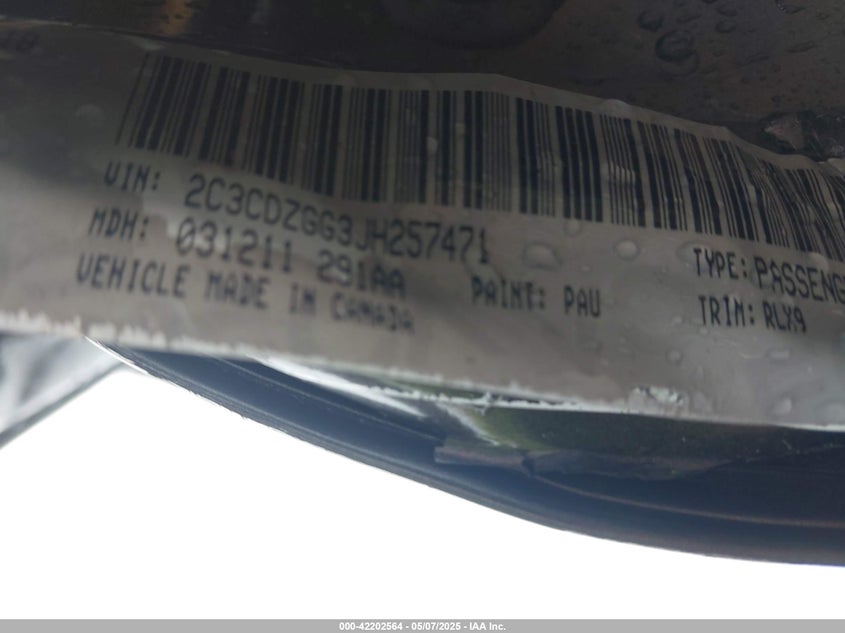 VIN: 2C3CDZGG3JH257471
MDH: 031211 291AA
VEHICLE MADE IN CANADA
PAINT: PAU
TYPE: PASSENG
TRIM: RLX9
000-42202564 - 05/07/2025 - IAA Inc.